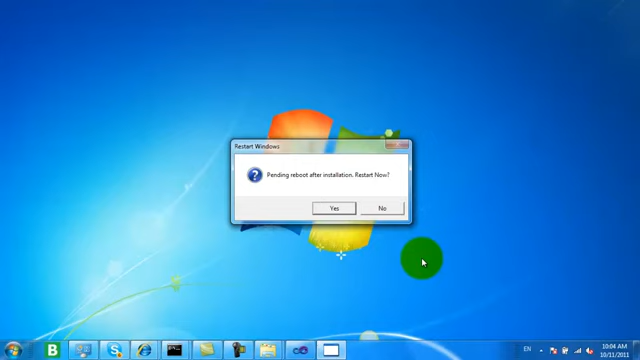 Restart Windows
Pending reboot after installation. Restart Now?
Yes
No
B
S
EN
10:04 AM
10/11/2011